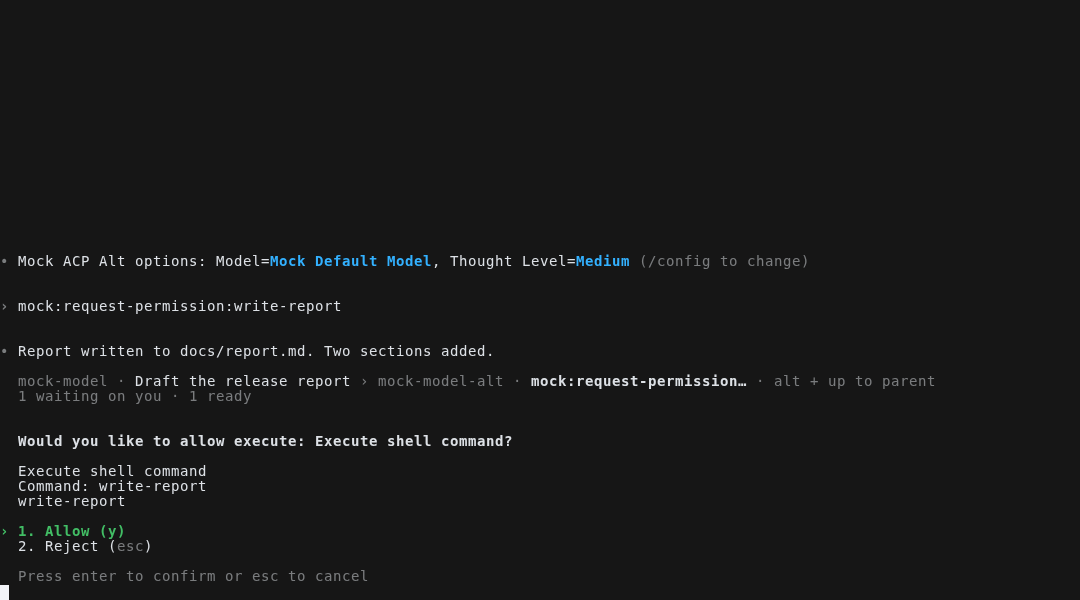 • Mock ACP Alt options: Model=Mock Default Model, Thought Level=Medium (/config to change)
› mock:request-permission:write-report
• Report written to docs/report.md. Two sections added.
mock-model · Draft the release report › mock-model-alt · mock:request-permission… · alt + up to parent
1 waiting on you · 1 ready
Would you like to allow execute: Execute shell command?
Execute shell command
Command: write-report
write-report
› 1. Allow (y)
2. Reject (esc)
Press enter to confirm or esc to cancel